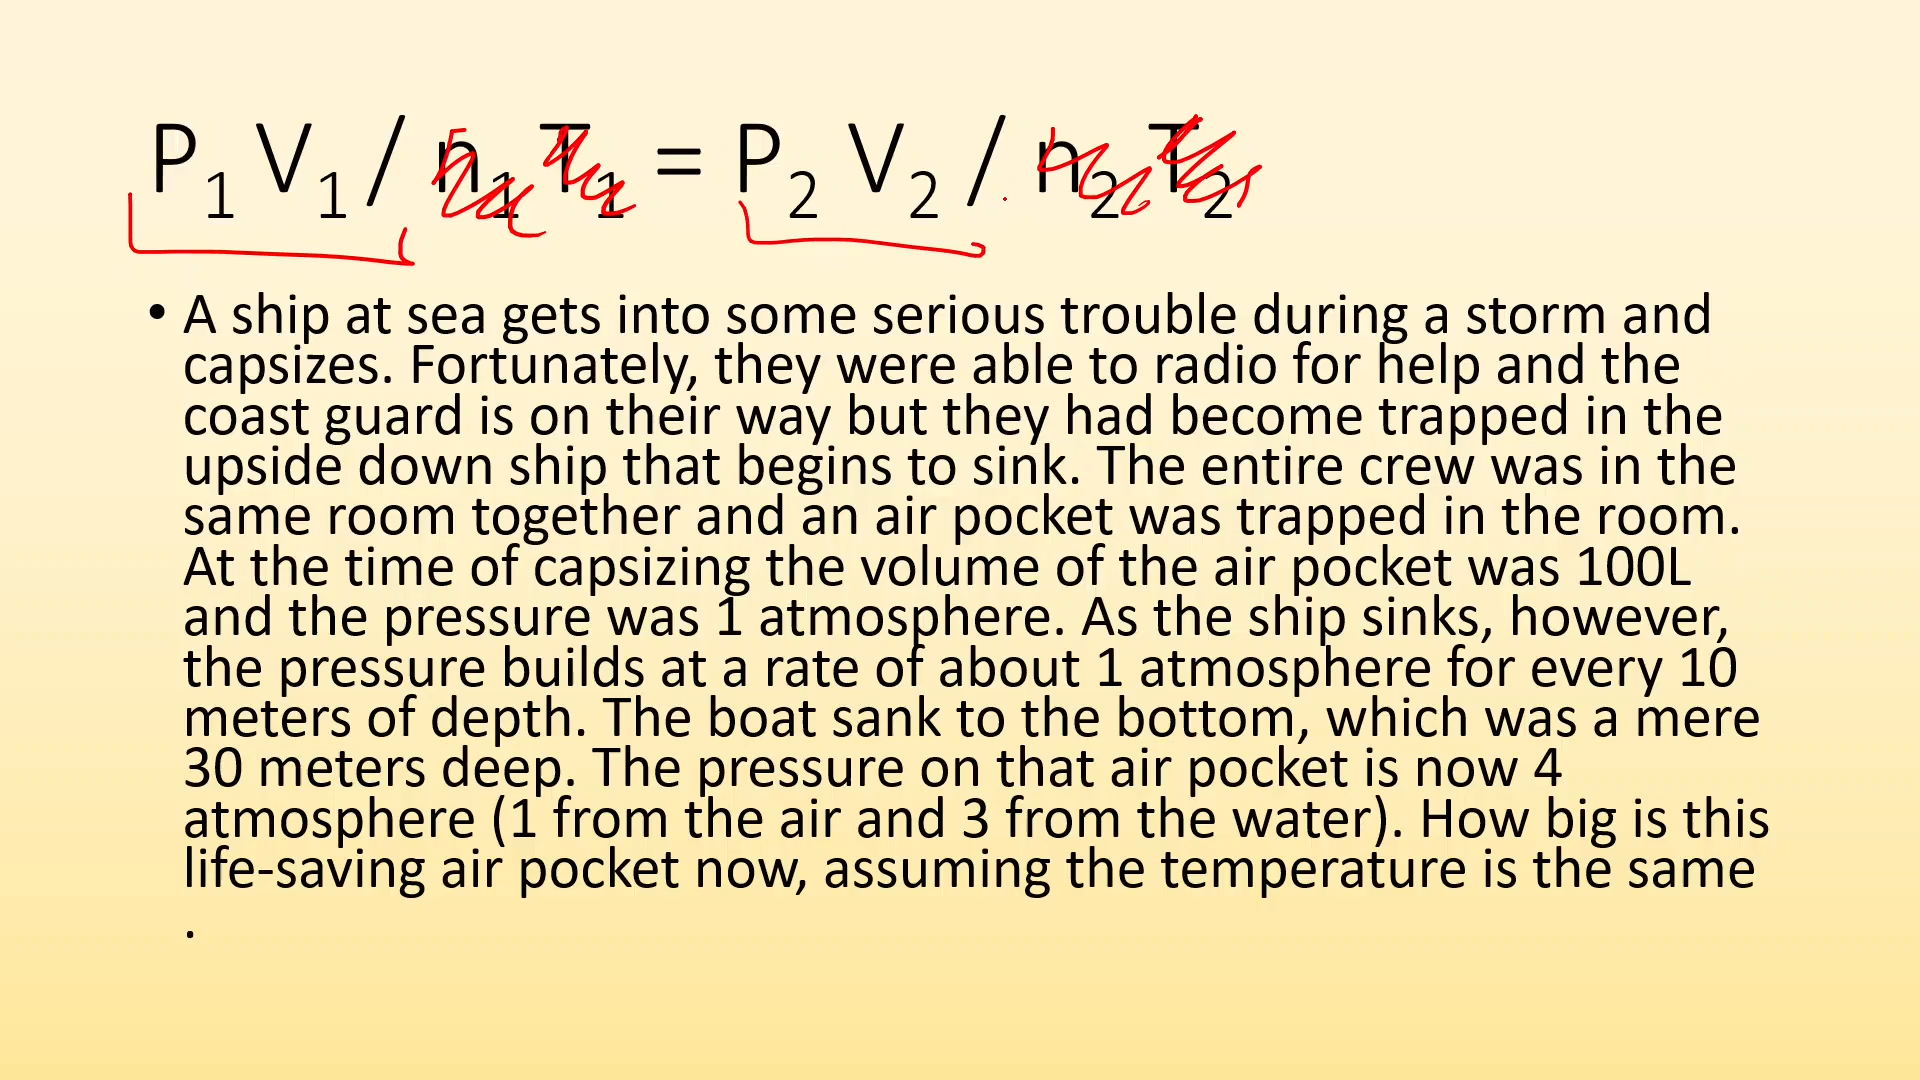 P₁ V₁ / n₁ T₁ = P₂ V₂ / n₂ T₂
• A ship at sea gets into some serious trouble during a storm and
capsizes. Fortunately, they were able to radio for help and the
coast guard is on their way but they had become trapped in the
upside down ship that begins to sink. The entire crew was in the
same room together and an air pocket was trapped in the room.
At the time of capsizing the volume of the air pocket was 100L
and the pressure was 1 atmosphere. As the ship sinks, however,
the pressure builds at a rate of about 1 atmosphere for every 10
meters of depth. The boat sank to the bottom, which was a mere
30 meters deep. The pressure on that air pocket is now 4
atmosphere (1 from the air and 3 from the water). How big is this
life-saving air pocket now, assuming the temperature is the same
.